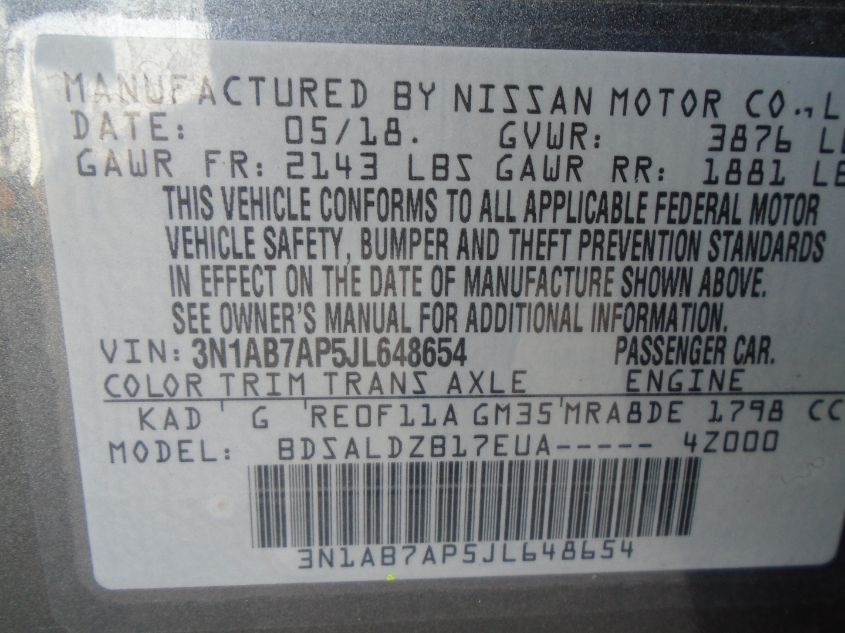 MANUFACTURED BY NISSAN MOTOR CO.,L
DATE: 05/18. GVWR: 3876 L
GAWR FR: 2143 LBS GAWR RR: 1881 LB
THIS VEHICLE CONFORMS TO ALL APPLICABLE FEDERAL MOTOR
VEHICLE SAFETY, BUMPER AND THEFT PREVENTION STANDARDS
IN EFFECT ON THE DATE OF MANUFACTURE SHOWN ABOVE.
SEE OWNER'S MANUAL FOR ADDITIONAL INFORMATION.
VIN: 3N1AB7AP5JL648654 PASSENGER CAR.
COLOR TRIM TRANS AXLE ENGINE
KAD G RE0F11A GM35 MRA8DE 1798 CC
MODEL: BDSALDZB17EUA----- 4Z000
3N1AB7AP5JL648654